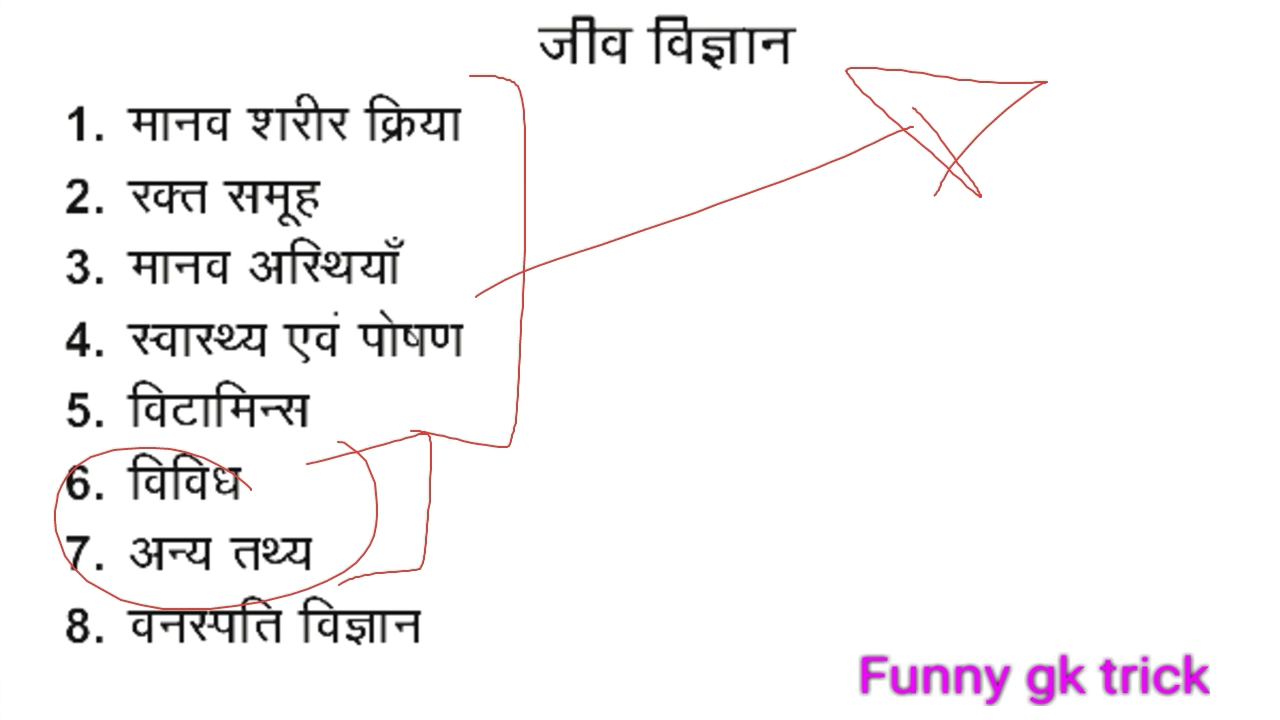 जीव विज्ञान
1. मानव शरीर क्रिया
2. रक्त समूह
3. मानव अस्थियाँ
4. स्वास्थ्य एवं पोषण
5. विटामिन्स
6. विविध
7. अन्य तथ्य
8. वनस्पति विज्ञान
Funny gk trick